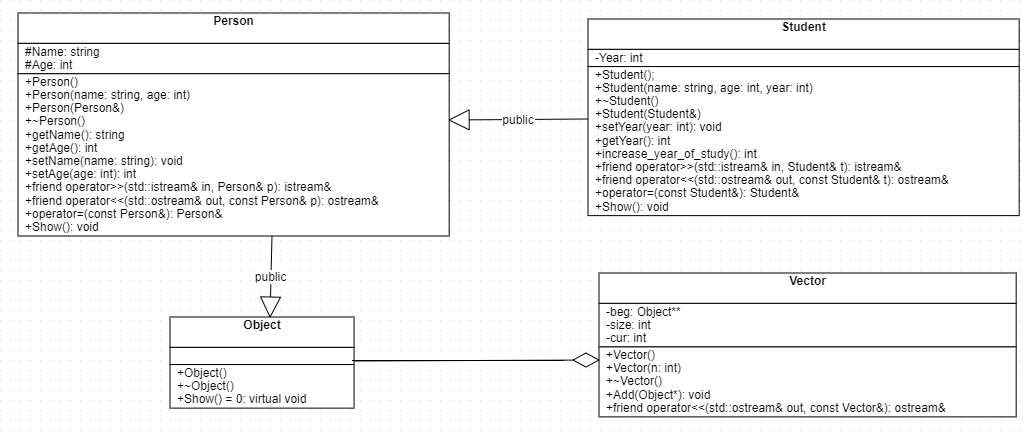 Person
#Name: string
#Age: int
+Person()
+Person(name: string, age: int)
+Person(Person&)
+~Person()
+getName(): string
+getAge(): int
+setName(name: string): void
+setAge(age: int): int
+friend operator>>(std::istream& in, Person& p): istream&
+friend operator<<(std::ostream& out, const Person& p): ostream&
+operator=(const Person&): Person&
+Show(): void
public
Student
-Year: int
+Student();
+Student(name: string, age: int, year: int)
+~Student()
+Student(Student&)
+setYear(year: int): void
+getYear(): int
+increase_year_of_study(): int
+friend operator>>(std::istream& in, Student& t): istream&
+friend operator<<(std::ostream& out, const Student& t): ostream&
+operator=(const Student&): Student&
+Show(): void
public
Object
+Object()
+~Object()
+Show() = 0: virtual void
Vector
-beg: Object**
-size: int
-cur: int
+Vector()
+Vector(n: int)
+~Vector()
+Add(Object*): void
+friend operator<<(std::ostream& out, const Vector&): ostream&